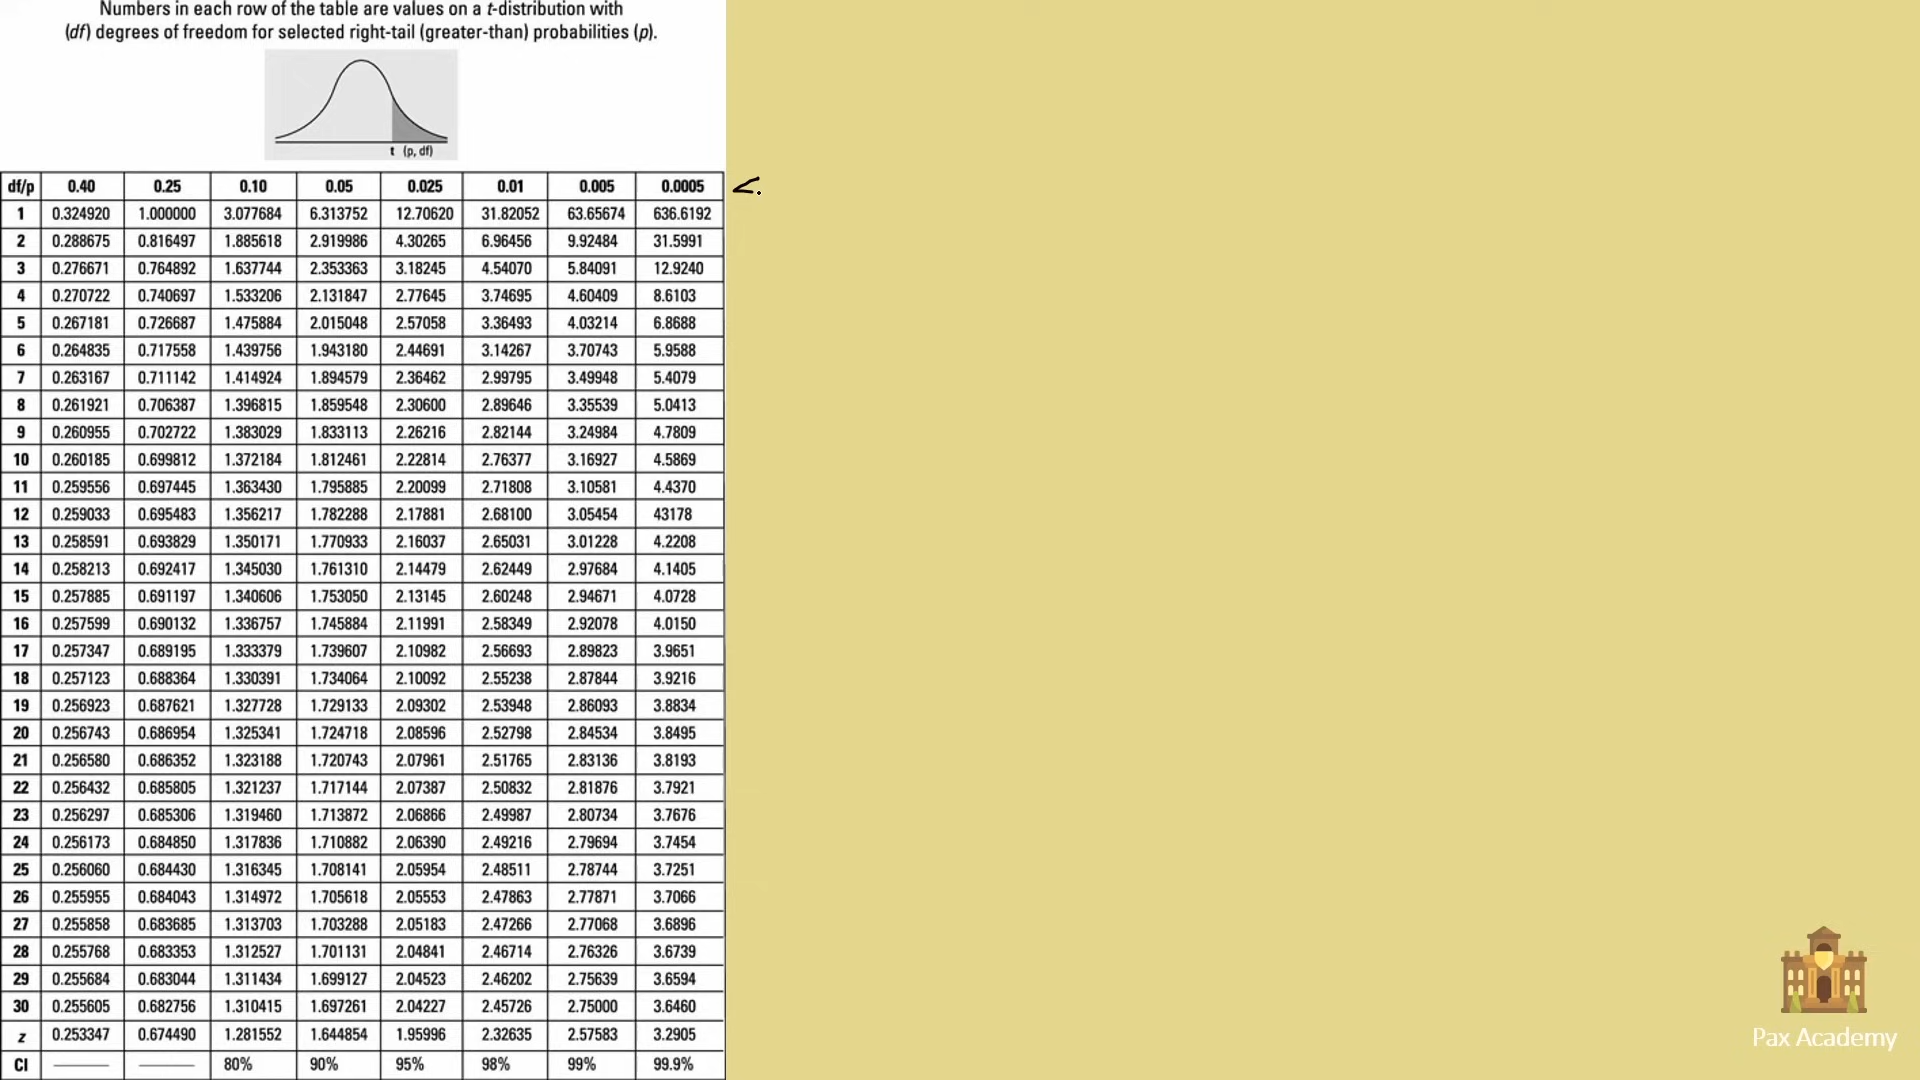 Numbers in each row of the table are values on a t-distribution with
(df) degrees of freedom for selected right-tail (greater-than) probabilities (p).
t (p, df)
df/p 0.40 0.25 0.10 0.05 0.025 0.01 0.005 0.0005
1 0.324920 1.000000 3.077684 6.313752 12.70620 31.82052 63.65674 636.6192
2 0.288675 0.816497 1.885618 2.919986 4.30265 6.96456 9.92484 31.5991
3 0.276671 0.764892 1.637744 2.353363 3.18245 4.54070 5.84091 12.9240
4 0.270722 0.740697 1.533206 2.131847 2.77645 3.74695 4.60409 8.6103
5 0.267181 0.726687 1.475884 2.015048 2.57058 3.36493 4.03214 6.8688
6 0.264835 0.717558 1.439756 1.943180 2.44691 3.14267 3.70743 5.9588
7 0.263167 0.711142 1.414924 1.894579 2.36462 2.99795 3.49948 5.4079
8 0.261921 0.706387 1.396815 1.859548 2.30600 2.89646 3.35539 5.0413
9 0.260955 0.702722 1.383029 1.833113 2.26216 2.82144 3.24984 4.7809
10 0.260185 0.699812 1.372184 1.812461 2.22814 2.76377 3.16927 4.5869
11 0.259556 0.697445 1.363430 1.795885 2.20099 2.71808 3.10581 4.4370
12 0.259033 0.695483 1.356217 1.782288 2.17881 2.68100 3.05454 43178
13 0.258591 0.693829 1.350171 1.770933 2.16037 2.65031 3.01228 4.2208
14 0.258213 0.692417 1.345030 1.761310 2.14479 2.62449 2.97684 4.1405
15 0.257885 0.691197 1.340606 1.753050 2.13145 2.60248 2.94671 4.0728
16 0.257599 0.690132 1.336757 1.745884 2.11991 2.58349 2.92078 4.0150
17 0.257347 0.689195 1.333379 1.739607 2.10982 2.56693 2.89823 3.9651
18 0.257123 0.688364 1.330391 1.734064 2.10092 2.55238 2.87844 3.9216
19 0.256923 0.687621 1.327728 1.729133 2.09302 2.53948 2.86093 3.8834
20 0.256743 0.686954 1.325341 1.724718 2.08596 2.52798 2.84534 3.8495
21 0.256580 0.686352 1.323188 1.720743 2.07961 2.51765 2.83136 3.8193
22 0.256432 0.685805 1.321237 1.717144 2.07387 2.50832 2.81876 3.7921
23 0.256297 0.685306 1.319460 1.713872 2.06866 2.49987 2.80734 3.7676
24 0.256173 0.684850 1.317836 1.710882 2.06390 2.49216 2.79694 3.7454
25 0.256060 0.684430 1.316345 1.708141 2.05954 2.48511 2.78744 3.7251
26 0.255955 0.684043 1.314972 1.705618 2.05553 2.47863 2.77871 3.7066
27 0.255858 0.683685 1.313703 1.703288 2.05183 2.47266 2.77068 3.6896
28 0.255768 0.683353 1.312527 1.701131 2.04841 2.46714 2.76326 3.6739
29 0.255684 0.683044 1.311434 1.699127 2.04523 2.46202 2.75639 3.6594
30 0.255605 0.682756 1.310415 1.697261 2.04227 2.45726 2.75000 3.6460
z 0.253347 0.674490 1.281552 1.644854 1.95996 2.32635 2.57583 3.2905
CI 80% 90% 95% 98% 99% 99.9%
Pax Academy